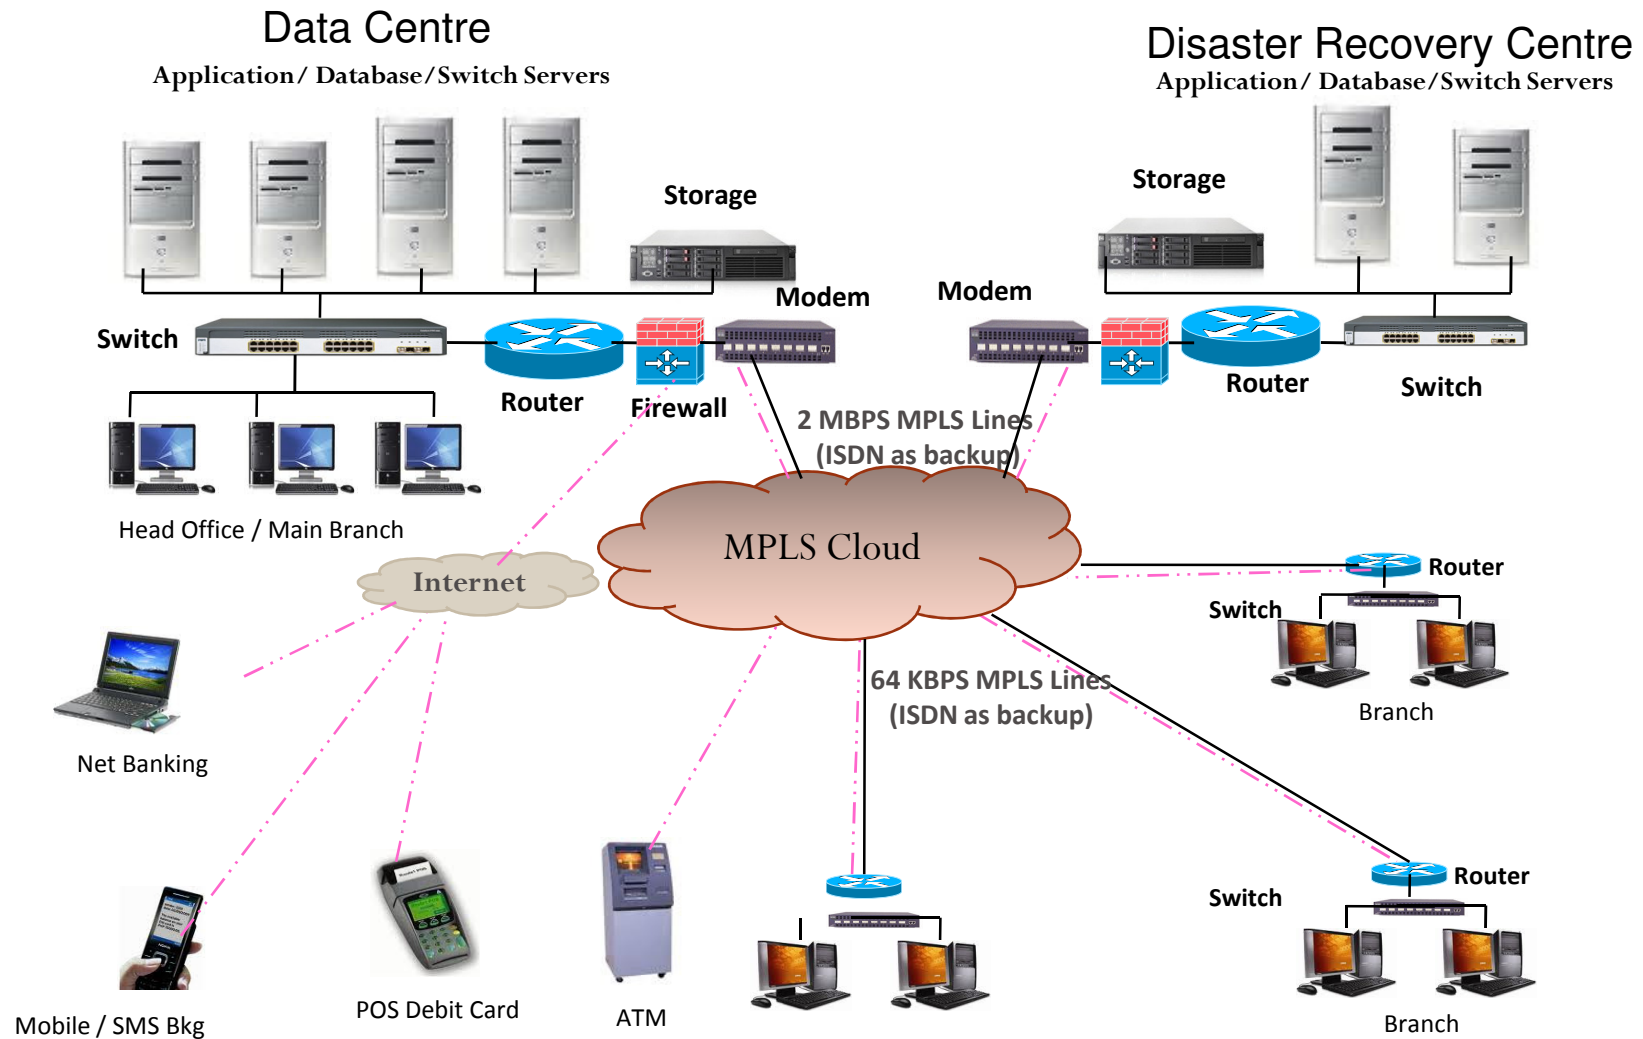 Data Centre
Application/ Database/Switch Servers
Disaster Recovery Centre
Application/ Database/Switch Servers
Storage
Storage
Modem
Modem
Switch
Router
Firewall
Router
Switch
2 MBPS MPLS Lines
(ISDN as backup)
Head Office / Main Branch
MPLS Cloud
Internet
Router
Switch
Branch
64 KBPS MPLS Lines
(ISDN as backup)
Net Banking
Router
Switch
POS Debit Card
ATM
Mobile / SMS Bkg
Branch